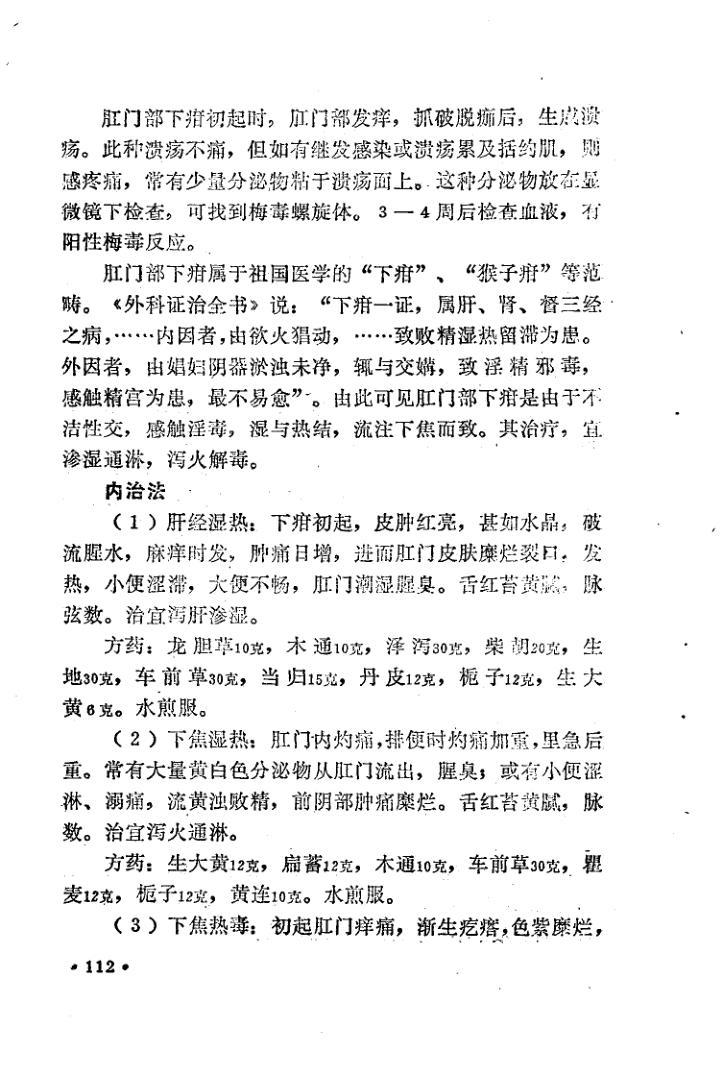 肛门部下疳初起时，肛门部发痒，抓破脱痂后，生成溃
疡。此种溃疡不痛，但如有继发感染或溃疡累及括约肌，则
感疼痛，常有少量分泌物粘于溃疡面上。这种分泌物放在显
微镜下检查，可找到梅毒螺旋体。3—4周后检查血液，有
阳性梅毒反应。
肛门部下疳属于祖国医学的“下疳”、“猴子疳”等范
畴。《外科证治全书》说：“下疳一证，属肝、肾、督三经
之病，……内因者，由欲火猖动，……致败精湿热留滞为患。
外因者，由娼妇阴器淤浊未净，辄与交媾，致淫精邪毒，
感触精宫为患，最不易愈”。由此可见肛门部下疳是由于不
洁性交，感触淫毒，湿与热结，流注下焦而致。其治疗，宜
渗湿通淋，泻火解毒。
内治法
（1）肝经湿热：下疳初起，皮肿红亮，甚如水晶，破
流腥水，麻痒时发，肿痛日增，进而肛门皮肤糜烂裂口，发
热，小便涩滞，大便不畅，肛门潮湿腥臭。舌红苔黄腻，脉
弦数。治宜泻肝渗湿。
方药：龙胆草10克，木通10克，泽泻30克，柴胡20克，生
地30克，车前草30克，当归15克，丹皮12克，栀子12克，生大
黄6克。水煎服。
（2）下焦湿热：肛门内灼痛，排便时灼痛加重，里急后
重。常有大量黄白色分泌物从肛门流出，腥臭；或有小便涩
淋、溺痛，流黄浊败精，前阴部肿痛糜烂。舌红苔黄腻，脉
数。治宜泻火通淋。
方药：生大黄12克，扁蓄12克，木通10克，车前草30克，瞿
麦12克，栀子12克，黄连10克。水煎服。
（3）下焦热毒：初起肛门痒痛，渐生疙瘩，色紫糜烂，
•112•